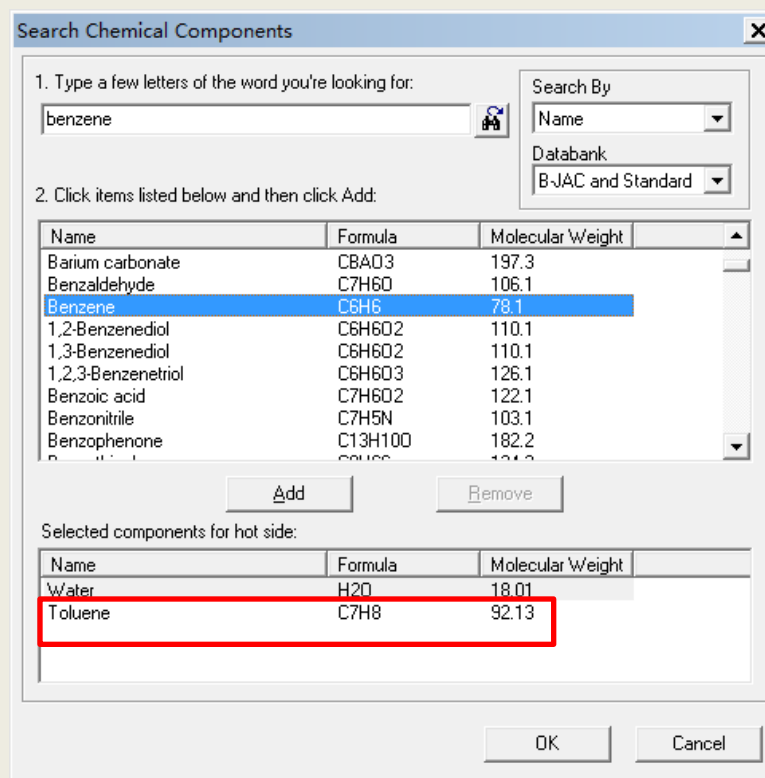 Search Chemical Components
1. Type a few letters of the word you're looking for:
benzene
Search By
Name
Databank
B-JAC and Standard
2. Click items listed below and then click Add:
Name Formula Molecular Weight
Barium carbonate CBAO3 197.3
Benzaldehyde C7H6O 106.1
Benzene C6H6 78.1
1,2-Benzenediol C6H6O2 110.1
1,3-Benzenediol C6H6O2 110.1
1,2,3-Benzenetriol C6H6O3 126.1
Benzoic acid C7H6O2 122.1
Benzonitrile C7H5N 103.1
Benzophenone C13H10O 182.2
Add Remove
Selected components for hot side:
Name Formula Molecular Weight
Water H2O 18.01
Toluene C7H8 92.13
OK Cancel